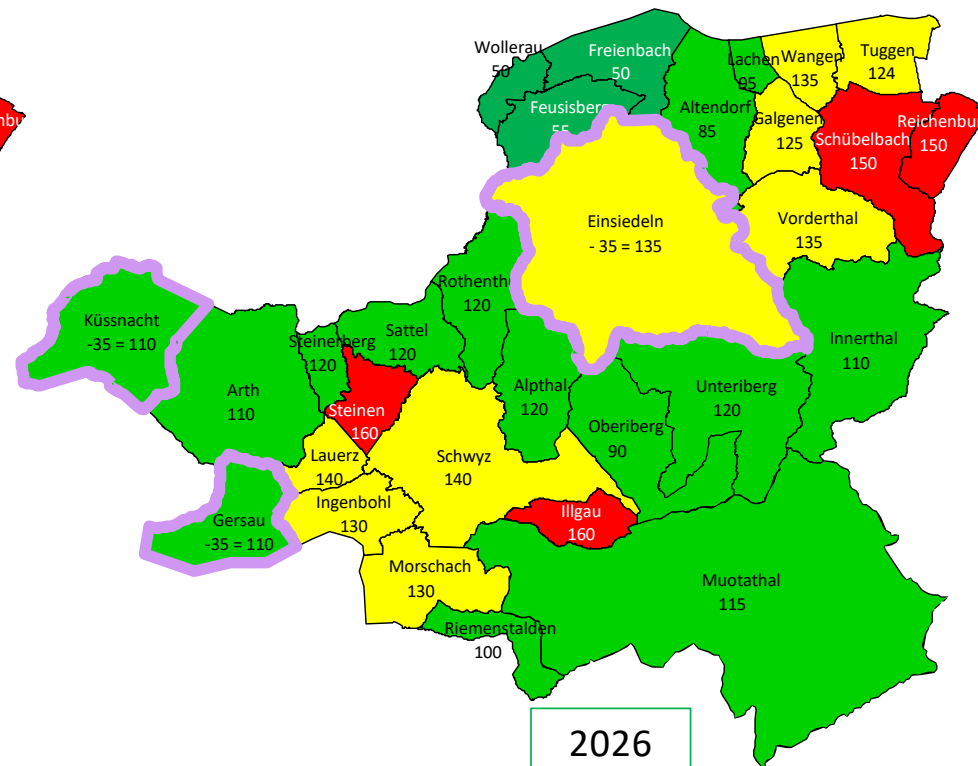 Wollerau
50
Freienbach
50
Feusisberg
55
Altendorf
85
Lachen
95
Wangen
135
Tuggen
124
Galgenen
125
Schübelbach
150
Reichenbu
150
nbu
Einsiedeln
- 35 = 135
Vorderthal
135
Innerthal
110
Rothenth
120
Küssnacht
-35 = 110
Arth
110
Steinerberg
120
Sattel
120
Steinen
160
Alpthal
120
Oberiberg
90
Unteriberg
120
Lauerz
140
Schwyz
140
Ingenbohl
130
Illgau
160
Gersau
-35 = 110
Morschach
130
Muotathal
115
Riemenstalden
100
2026